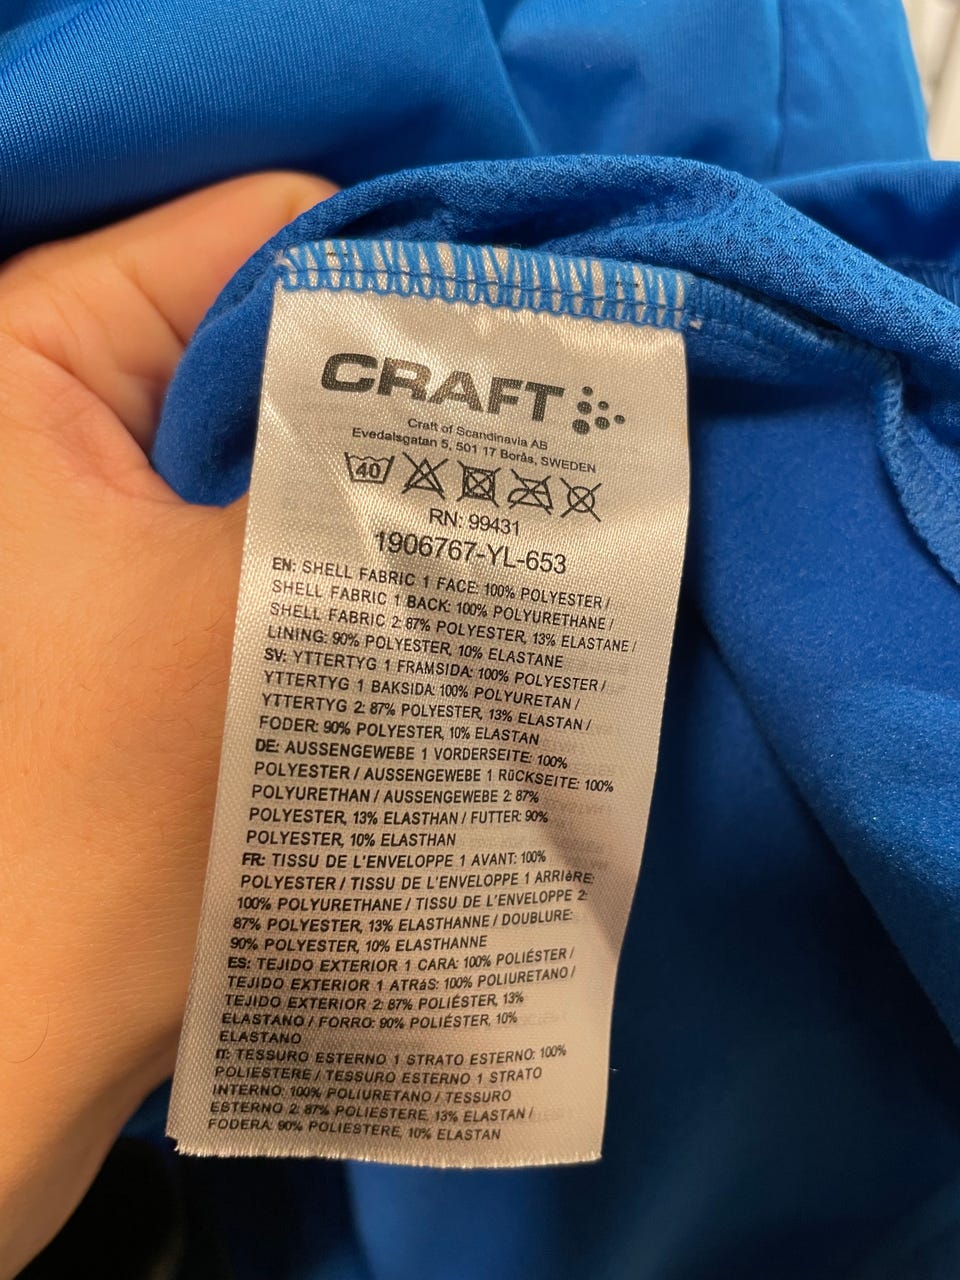 CRAFT
Craft of Scandinavia AB
Evedalsgatan 5, 501 17 Borås, SWEDEN
40
RN: 99431
1906767-YL-653
EN: SHELL FABRIC 1 FACE: 100% POLYESTER /
SHELL FABRIC 1 BACK: 100% POLYURETHANE /
SHELL FABRIC 2: 87% POLYESTER, 13% ELASTANE /
LINING: 90% POLYESTER, 10% ELASTANE
SV: YTTERTYG 1 FRAMSIDA: 100% POLYESTER /
YTTERTYG 1 BAKSIDA: 100% POLYURETAN /
YTTERTYG 2: 87% POLYESTER, 13% ELASTAN /
FODER: 90% POLYESTER, 10% ELASTAN
DE: AUSSENGEWEBE 1 VORDERSEITE: 100%
POLYESTER / AUSSENGEWEBE 1 RüCKSEITE: 100%
POLYURETHAN / AUSSENGEWEBE 2: 87%
POLYESTER, 13% ELASTHAN / FUTTER: 90%
POLYESTER, 10% ELASTHAN
FR: TISSU DE L'ENVELOPPE 1 AVANT: 100%
POLYESTER / TISSU DE L'ENVELOPPE 1 ARRIèRE:
100% POLYURETHANE / TISSU DE L'ENVELOPPE 2:
87% POLYESTER, 13% ELASTHANNE / DOUBLURE:
90% POLYESTER, 10% ELASTHANNE
ES: TEJIDO EXTERIOR 1 CARA: 100% POLIÉSTER /
TEJIDO EXTERIOR 1 ATRáS: 100% POLIURETANO /
TEJIDO EXTERIOR 2: 87% POLIÉSTER, 13%
ELASTANO / FORRO: 90% POLIÉSTER, 10%
ELASTANO
IT: TESSURO ESTERNO 1 STRATO ESTERNO: 100%
POLIESTERE / TESSURO ESTERNO 1 STRATO
INTERNO: 100% POLIURETANO / TESSURO
ESTERNO 2: 87% POLIESTERE, 13% ELASTAN /
FODERA: 90% POLIESTERE, 10% ELASTAN